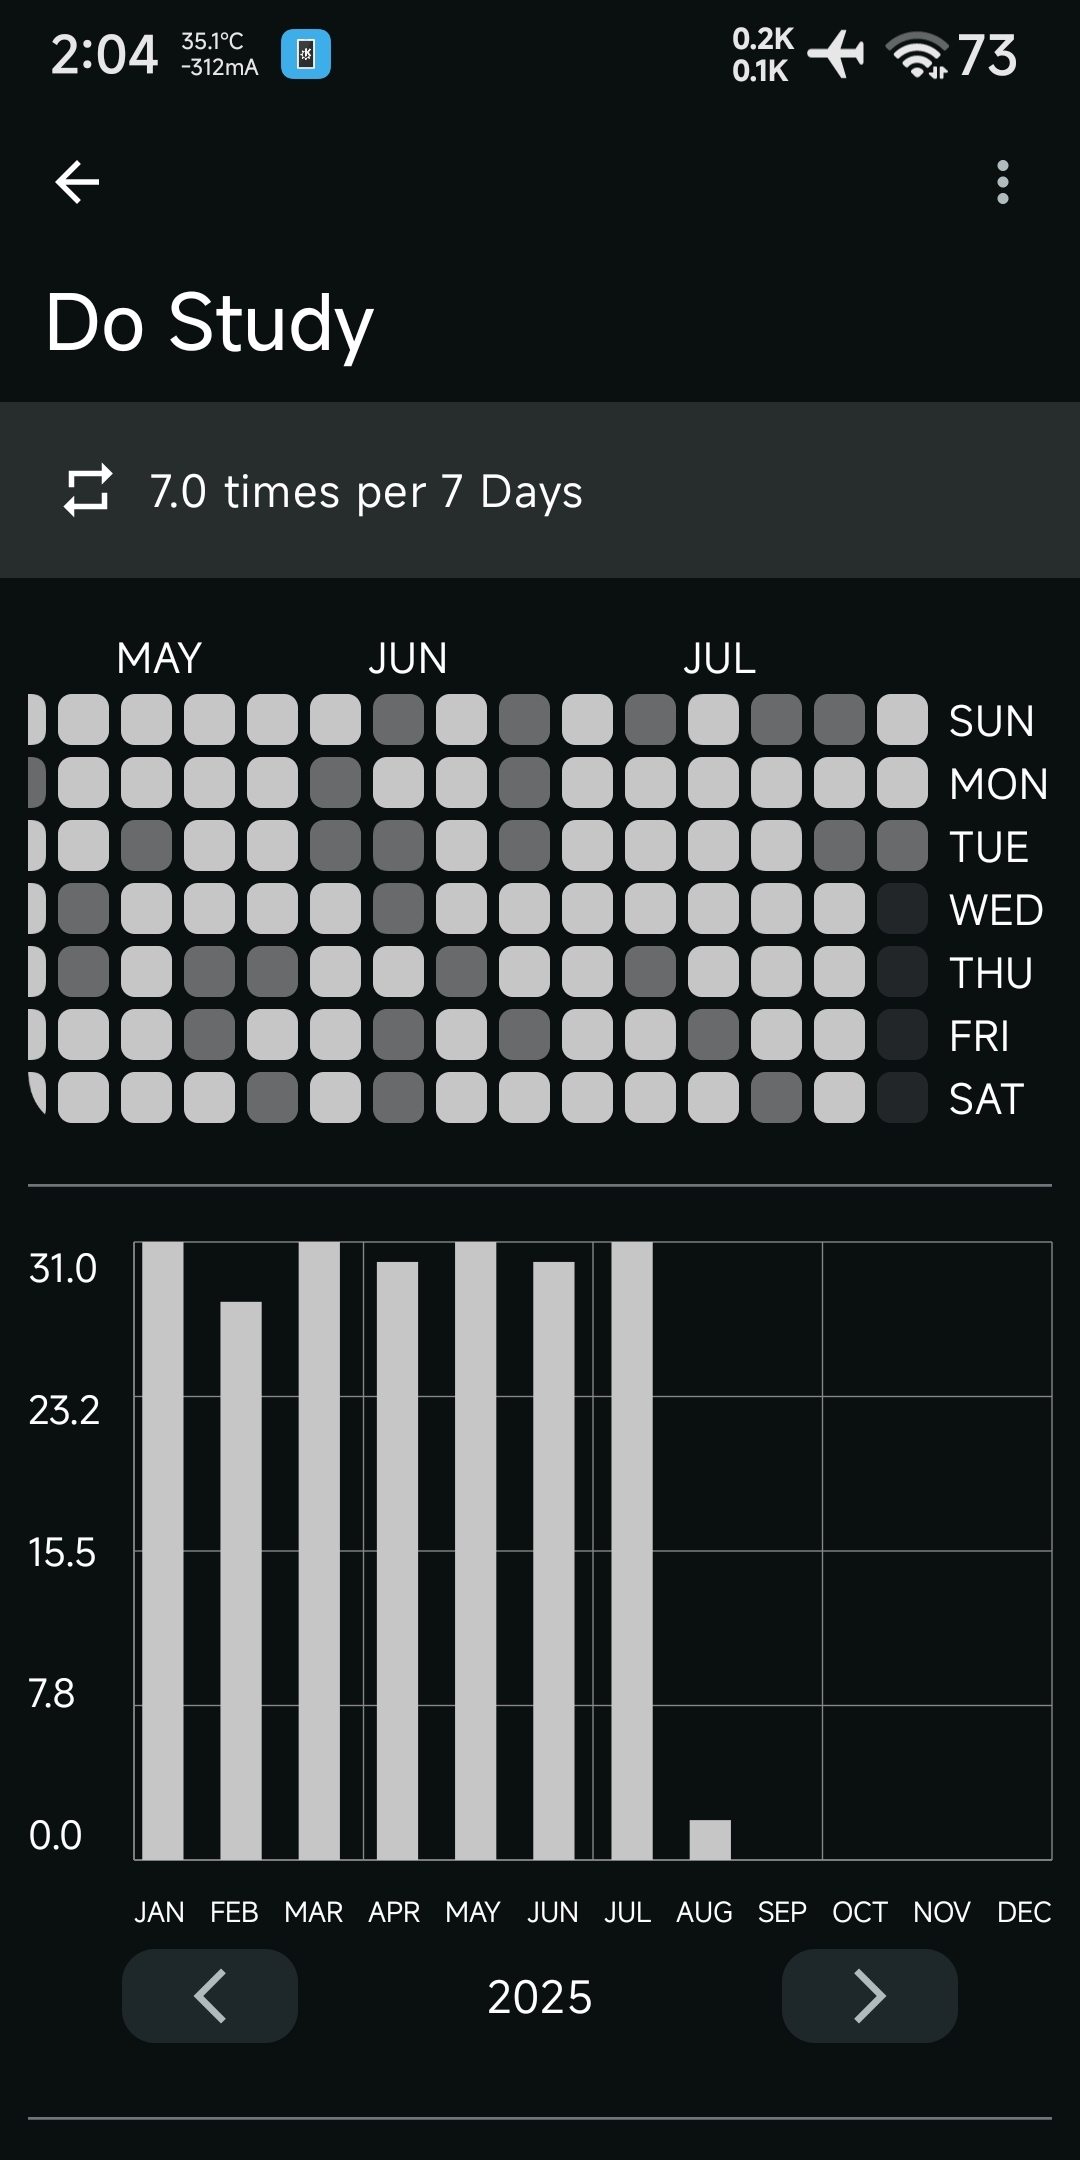 2:04 35.1°C 0.2K 73
-312mA 0.1K
Do Study
7.0 times per 7 Days
MAY JUN JUL
SUN
MON
TUE
WED
THU
FRI
SAT
31.0
23.2
15.5
7.8
0.0
JAN FEB MAR APR MAY JUN JUL AUG SEP OCT NOV DEC
2025